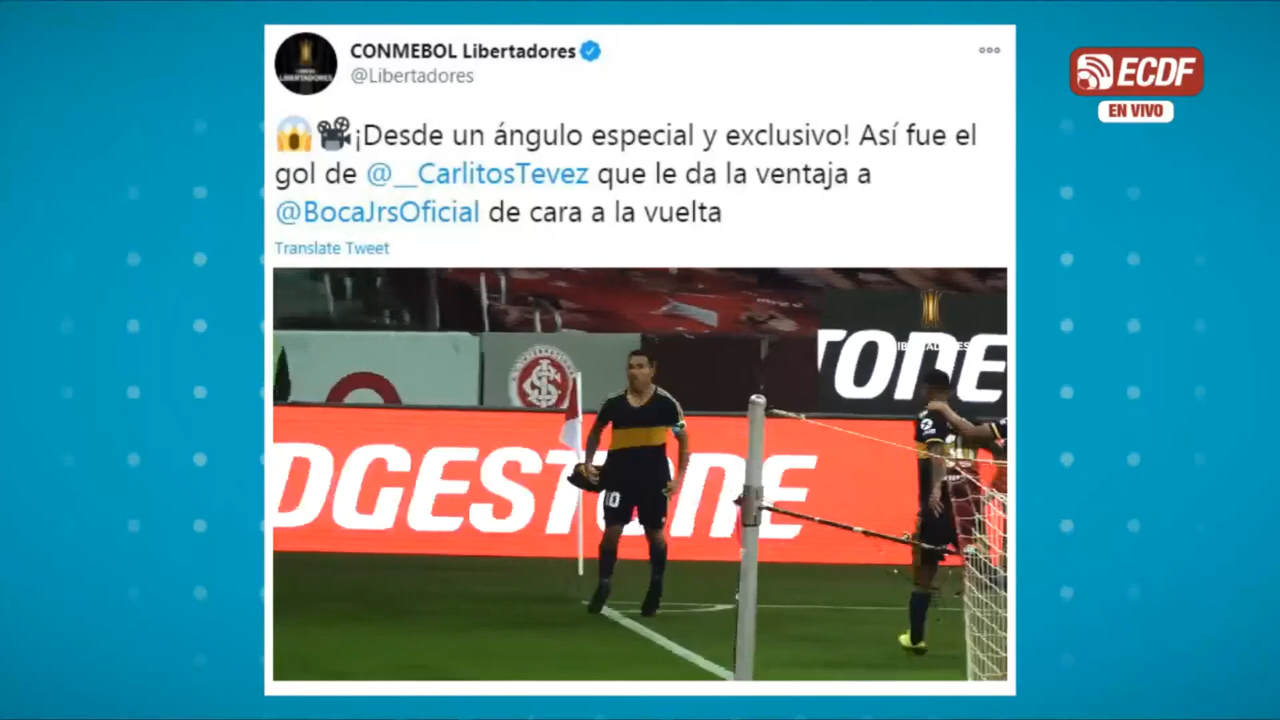 CONMEBOL Libertadores
@Libertadores
ECDF
EN VIVO
¡Desde un ángulo especial y exclusivo! Así fue el
gol de @__CarlitosTevez que le da la ventaja a
@BocaJrsOficial de cara a la vuelta
Translate Tweet
TONE
DGESTONE
10